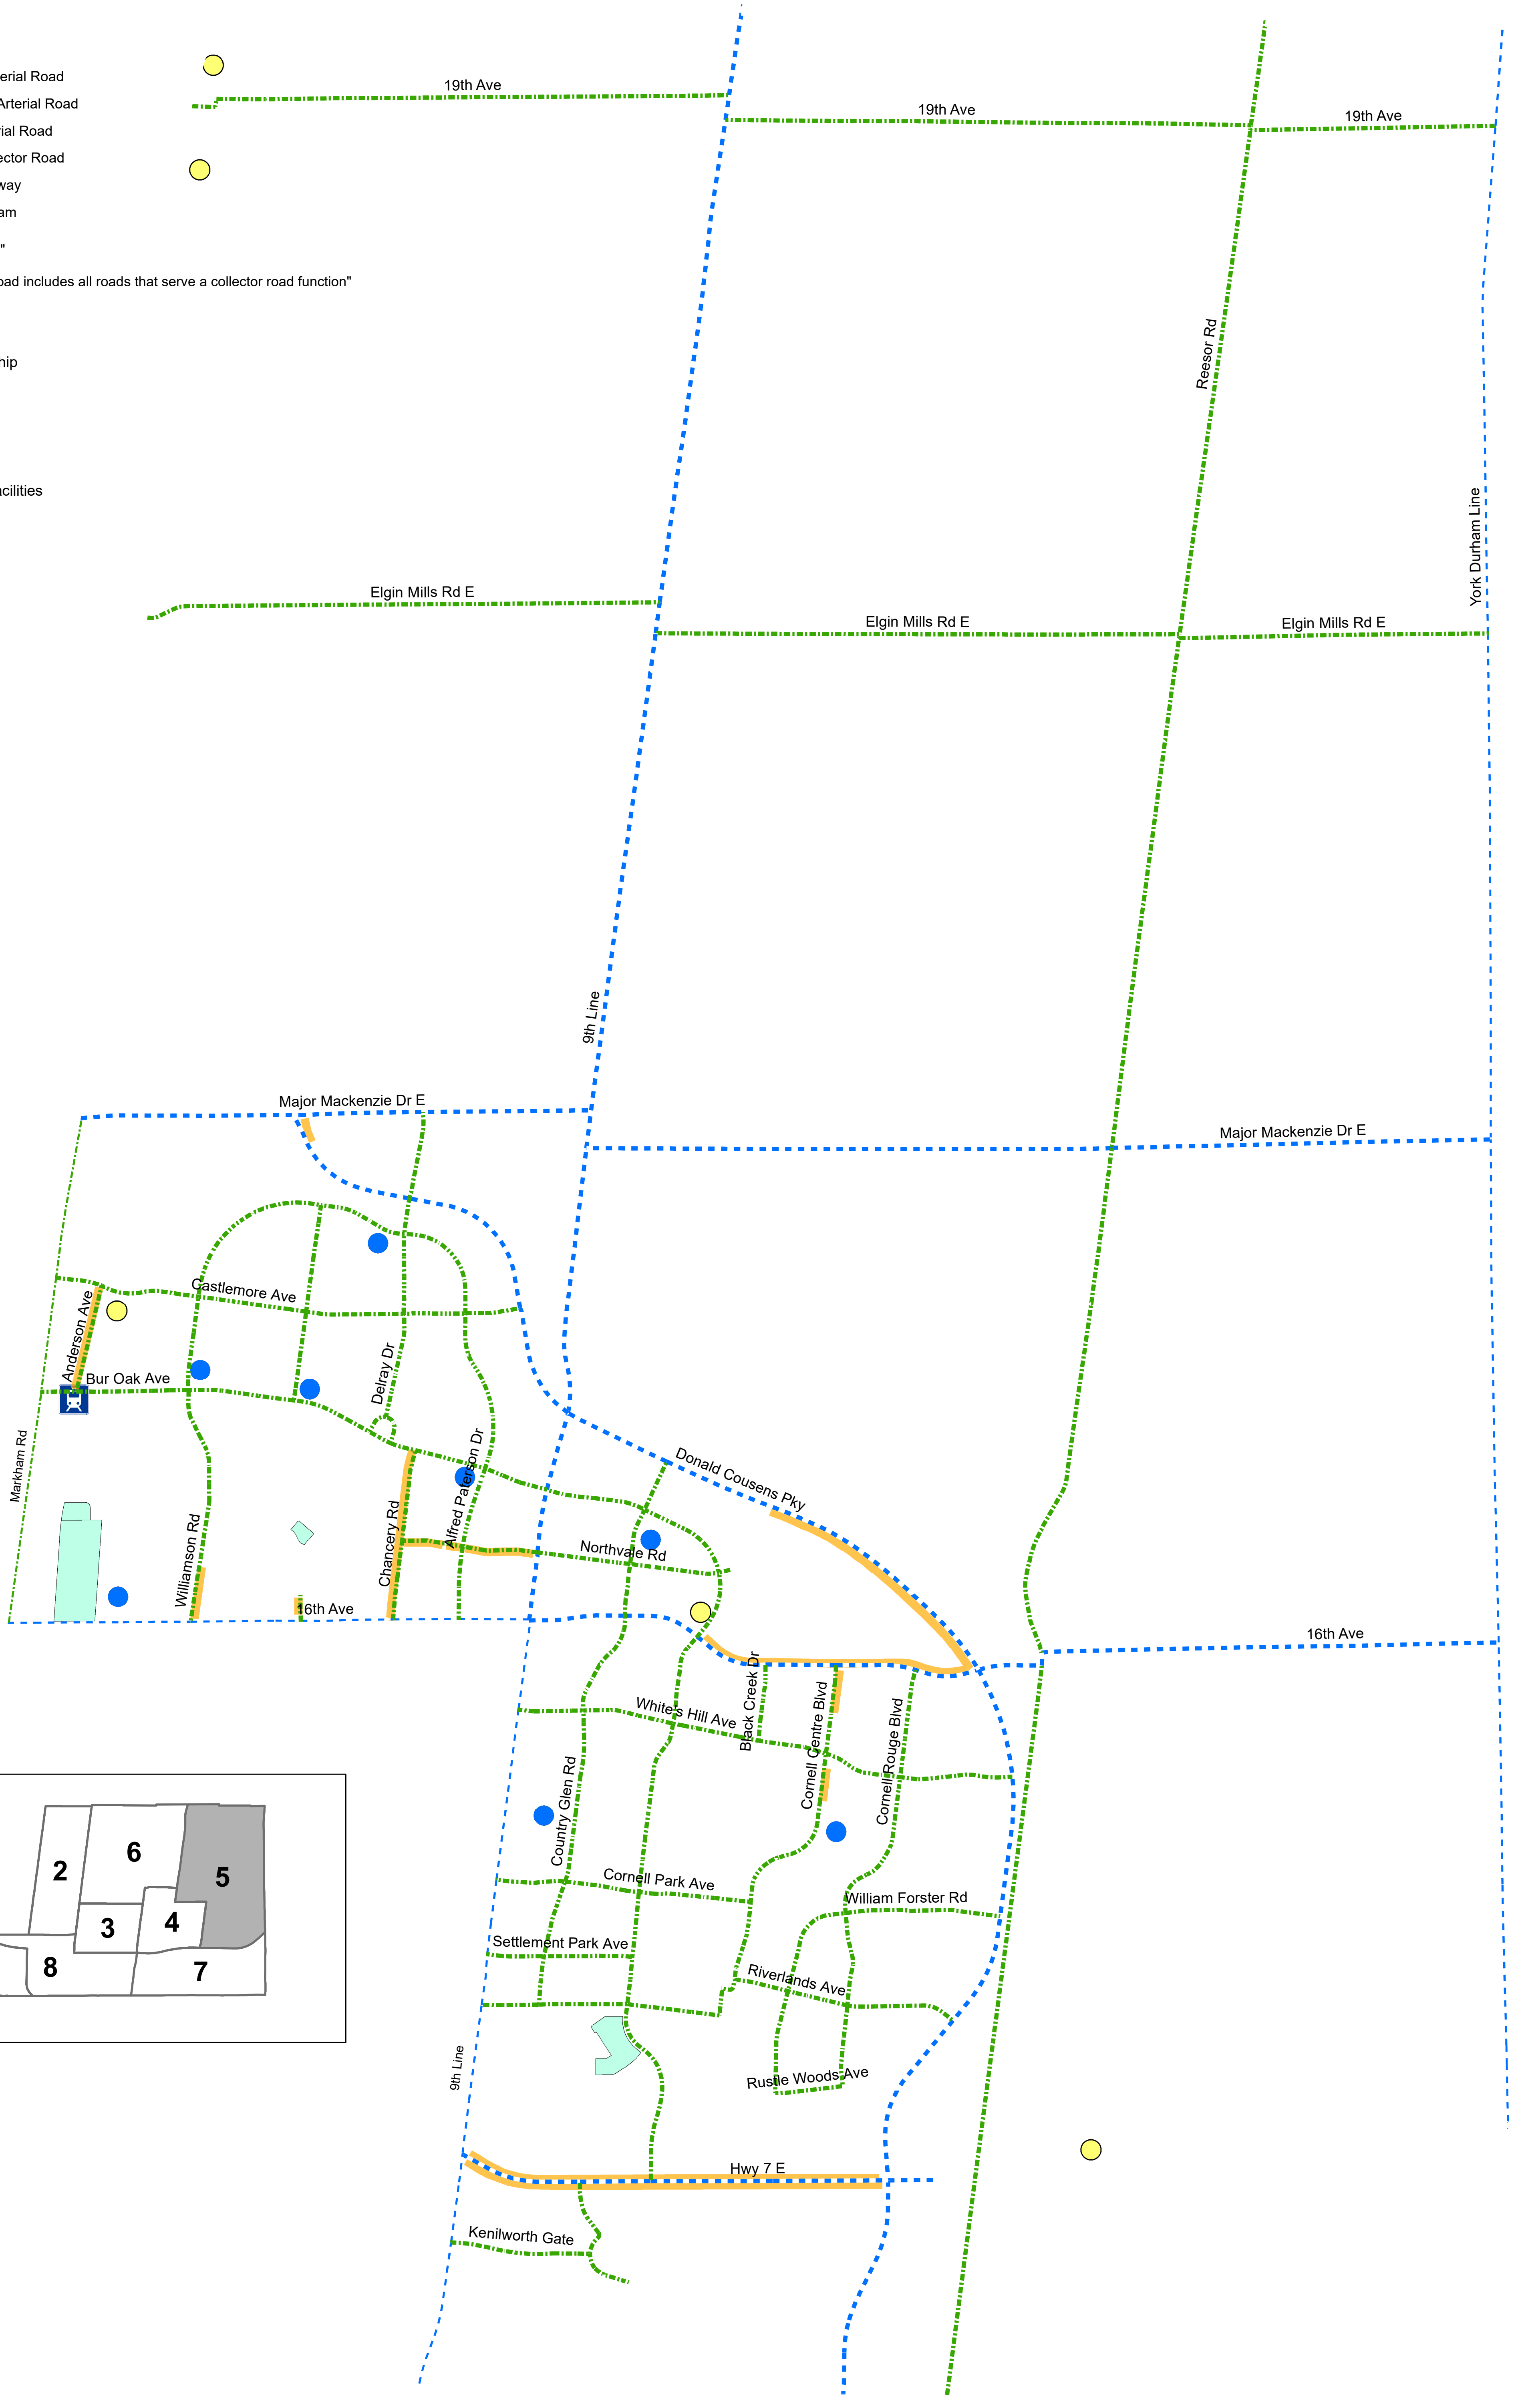 erial Road
Arterial Road
ial Road
ector Road
way
am
"
oad includes all roads that serve a collector road function"
hip
acilities
19th Ave
19th Ave
19th Ave
Reesor Rd
York Durham Line
Elgin Mills Rd E
Elgin Mills Rd E
Elgin Mills Rd E
9th Line
Major Mackenzie Dr E
Major Mackenzie Dr E
Castlemore Ave
Anderson Ave
Bur Oak Ave
Delray Dr
Markham Rd
Alfred Paterson Dr
Donald Cousens Pky
Chancery Rd
Williamson Rd
Northvale Rd
16th Ave
16th Ave
Black Creek Dr
White's Hill Ave
Cornell Centre Blvd
Cornell Rouge Blvd
Country Glen Rd
Cornell Park Ave
William Forster Rd
Settlement Park Ave
Riverlands Ave
9th Line
Rustle Woods Ave
Hwy 7 E
Kenilworth Gate
2
6
5
3
4
8
7